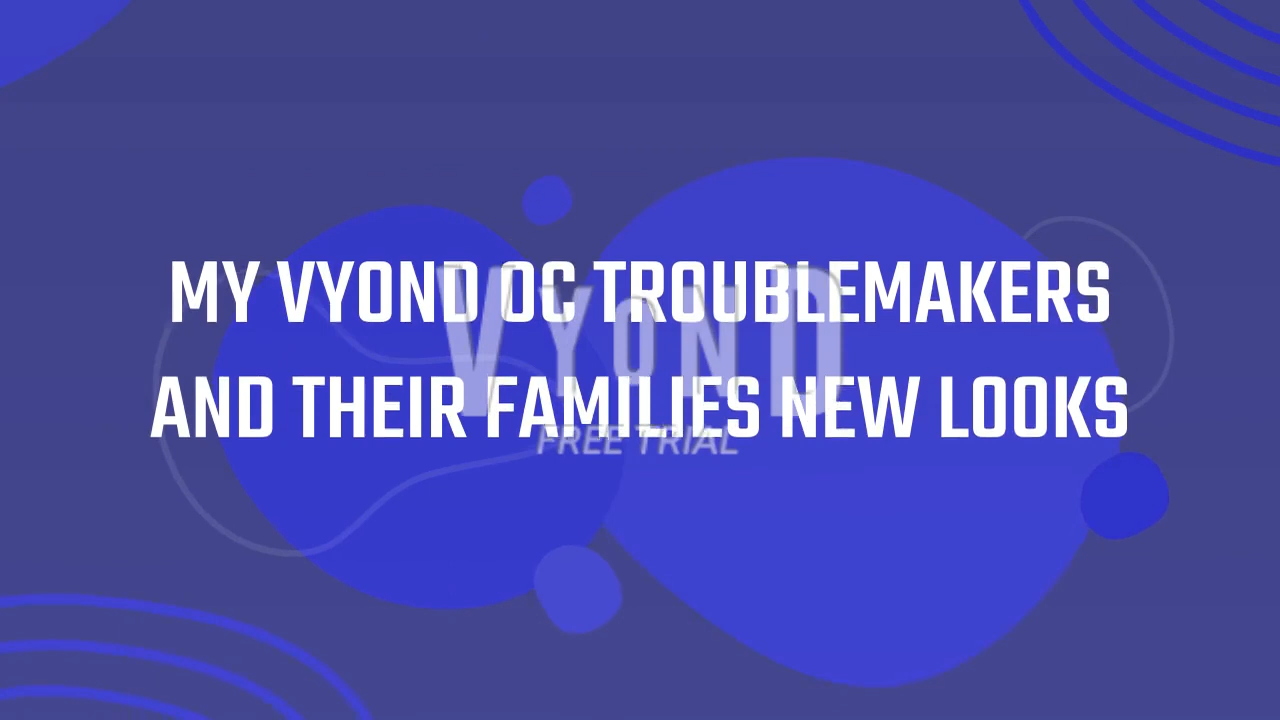 MY VYOND OC TROUBLEMAKERS
AND THEIR FAMILIES NEW LOOKS
VYOND
FREE TRIAL